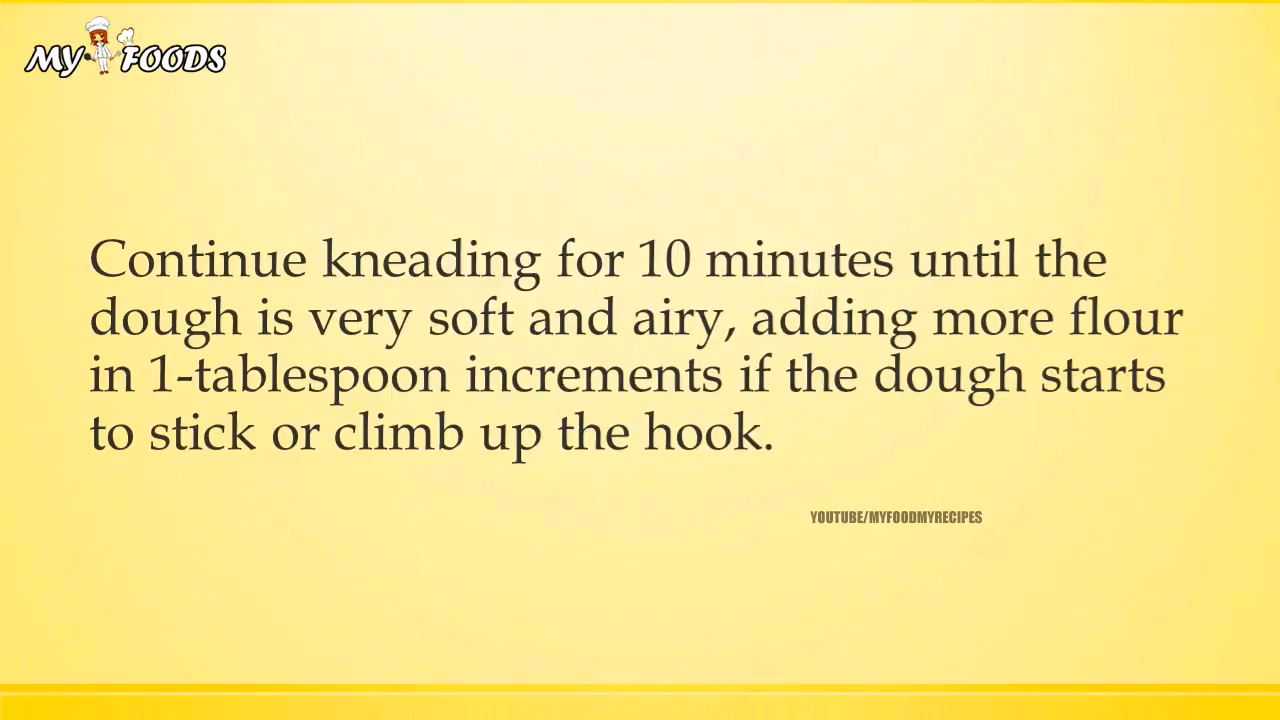 MY FOODS
Continue kneading for 10 minutes until the
dough is very soft and airy, adding more flour
in 1-tablespoon increments if the dough starts
to stick or climb up the hook.
YOUTUBE/MYFOODMYRECIPES